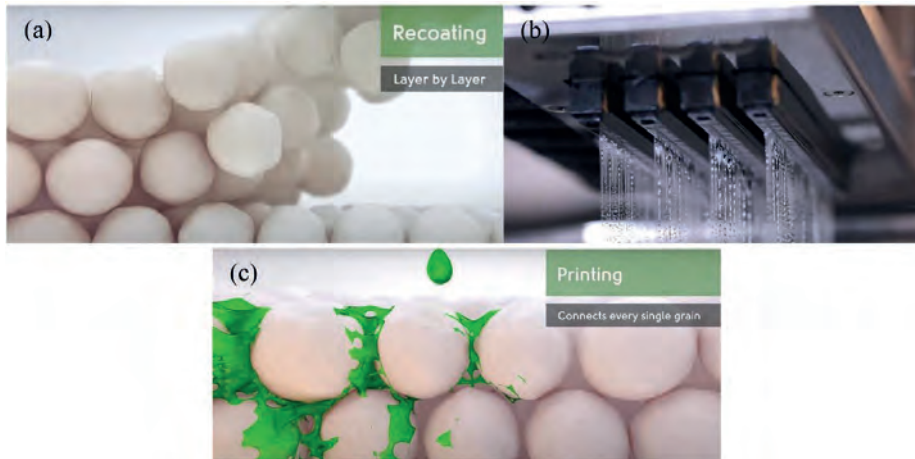 (a)
Recoating
Layer by Layer
(b)
(c)
Printing
Connects every single grain